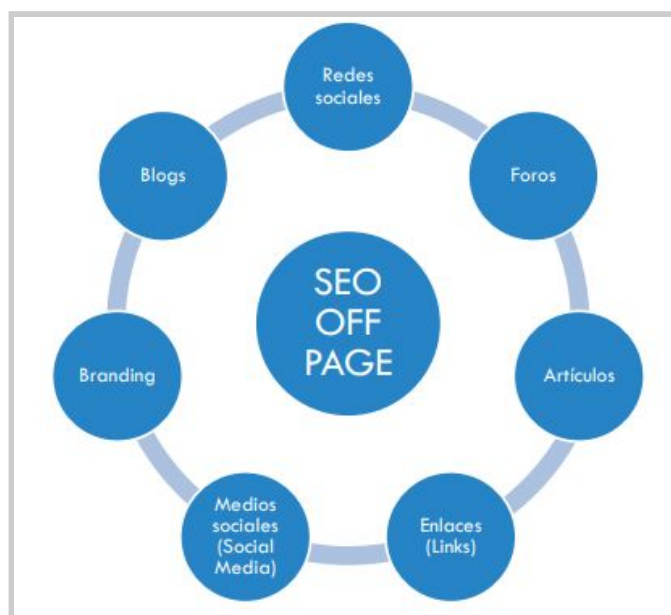 Redes
sociales
Blogs
Foros
SEO
OFF
PAGE
Branding
Artículos
Medios
sociales
(Social
Media)
Enlaces
(Links)